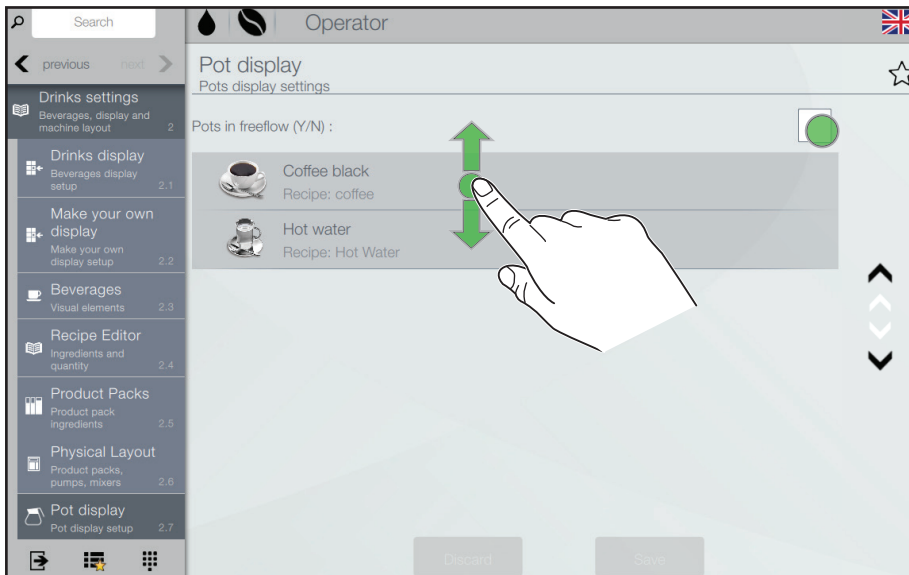 Search
Operator
previous
next
Pot display
Pots display settings
Drinks settings
Beverages, display and
machine layout
2
Pots in freeflow (Y/N) :
Drinks display
Beverages display
setup
2.1
Coffee black
Recipe: coffee
Make your own
display
Make your own
display setup
2.2
Hot water
Recipe: Hot Water
Beverages
Visual elements
2.3
Recipe Editor
Ingredients and
quantity
2.4
Product Packs
Product pack
ingredients
2.5
Physical Layout
Product packs,
pumps, mixers
2.6
Pot display
Pot display setup
2.7
Discard
Save